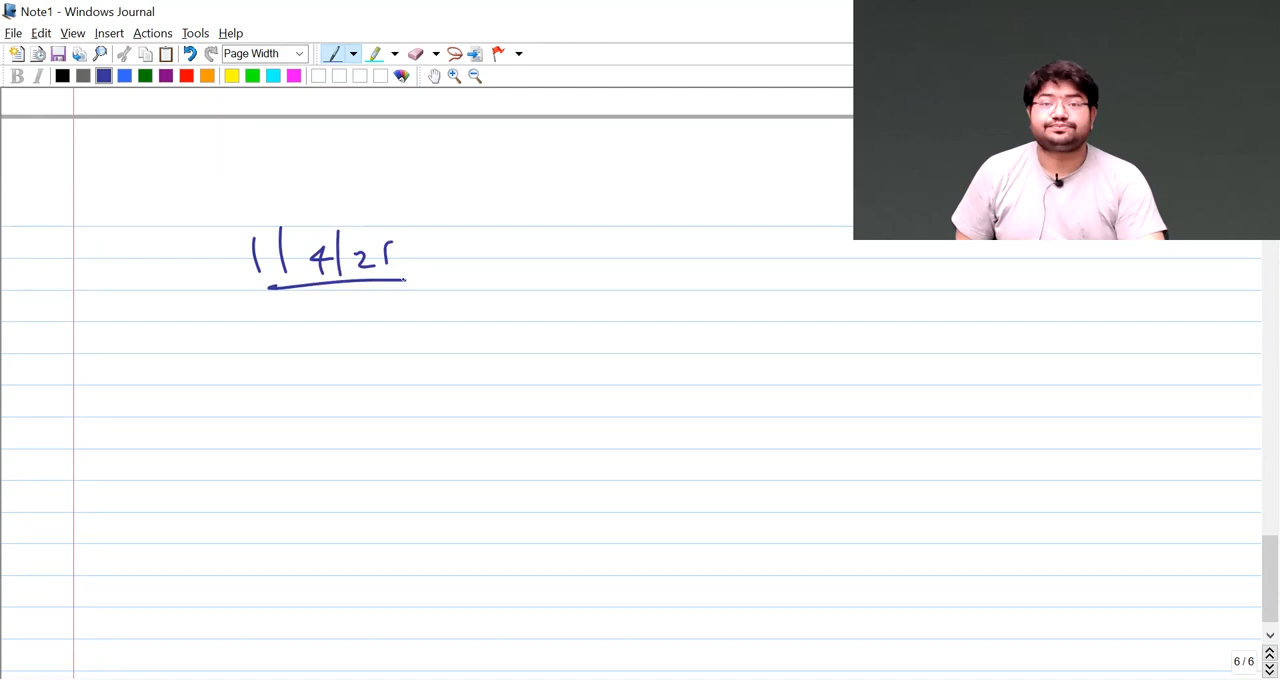 Note1 - Windows Journal
File Edit View Insert Actions Tools Help
Page Width
B I
1/4/25
6 / 6